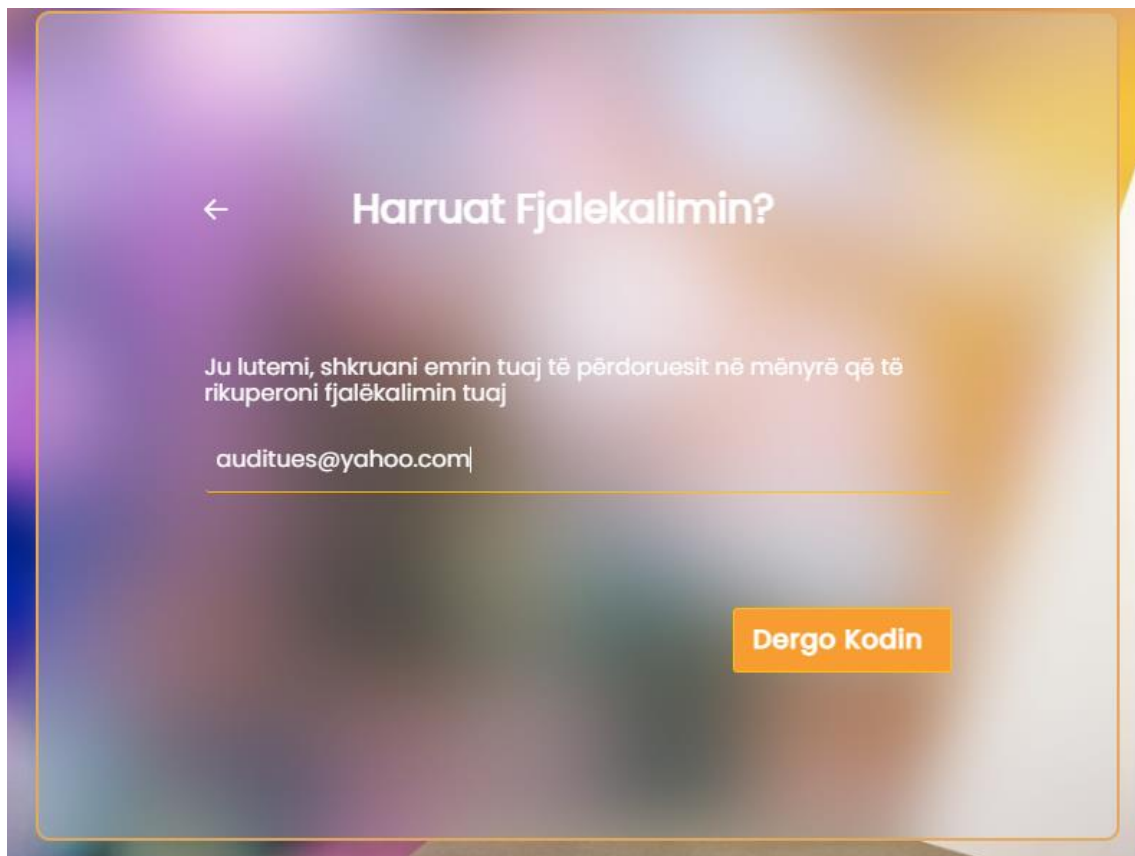 ← Harruat Fjalekalimin?
Ju lutemi, shkruani emrin tuaj të përdoruesit në mënyrë që të
rikuperoni fjalëkalimin tuaj
auditues@yahoo.com
Dergo Kodin